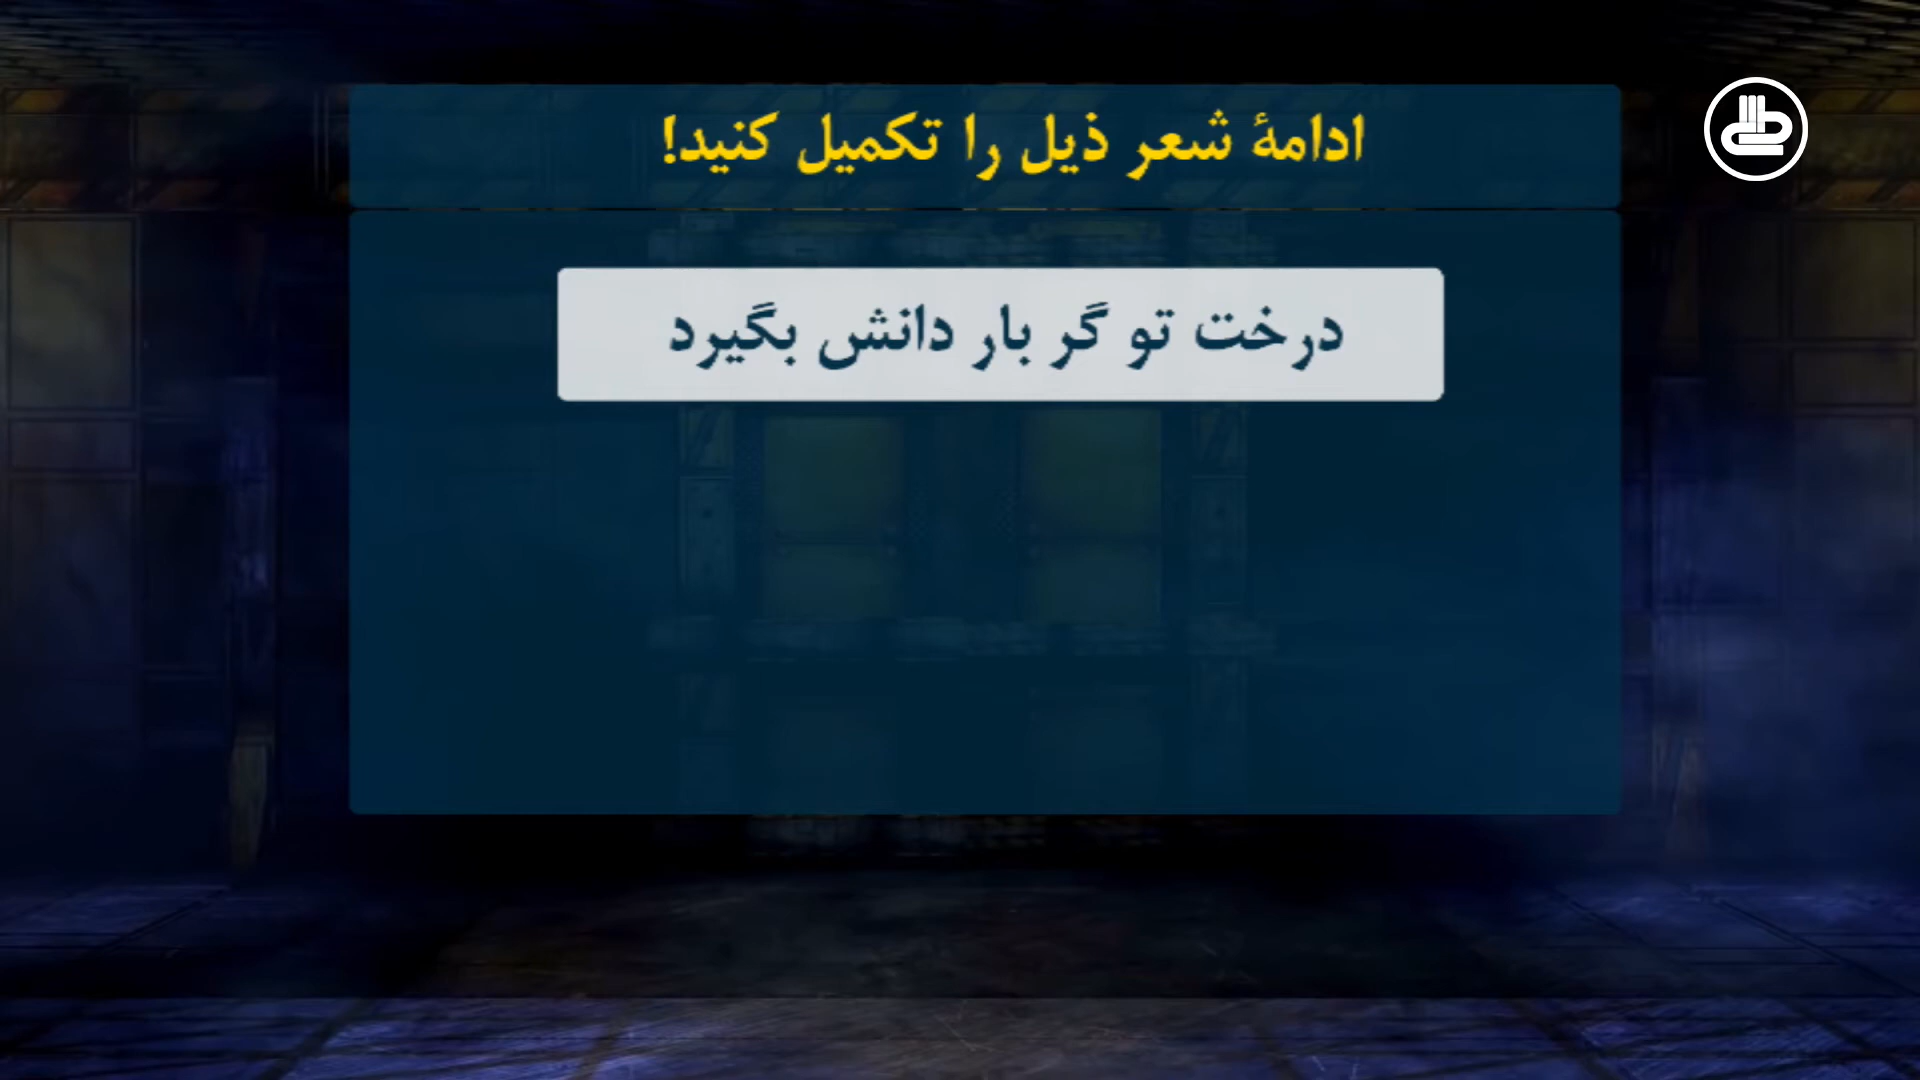 ادامهٔ شعر ذیل را تکمیل کنید!
درخت تو گر بار دانش بگیرد